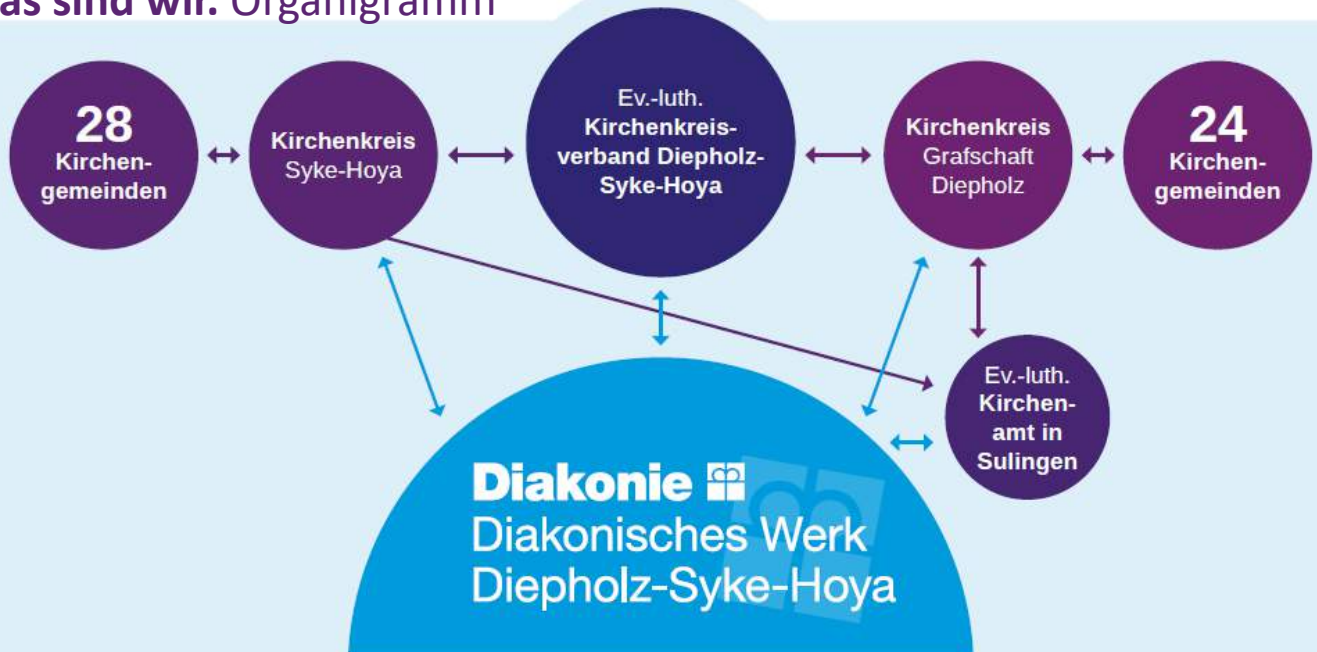 as sind wir. Organigramm
28
Kirchen-
gemeinden
Kirchenkreis
Syke-Hoya
Ev.-luth.
Kirchenkreis-
verband Diepholz-
Syke-Hoya
Kirchenkreis
Grafschaft
Diepholz
24
Kirchen-
gemeinden
Ev.-luth.
Kirchen-
amt in
Sulingen
Diakonie
Diakonisches Werk
Diepholz-Syke-Hoya